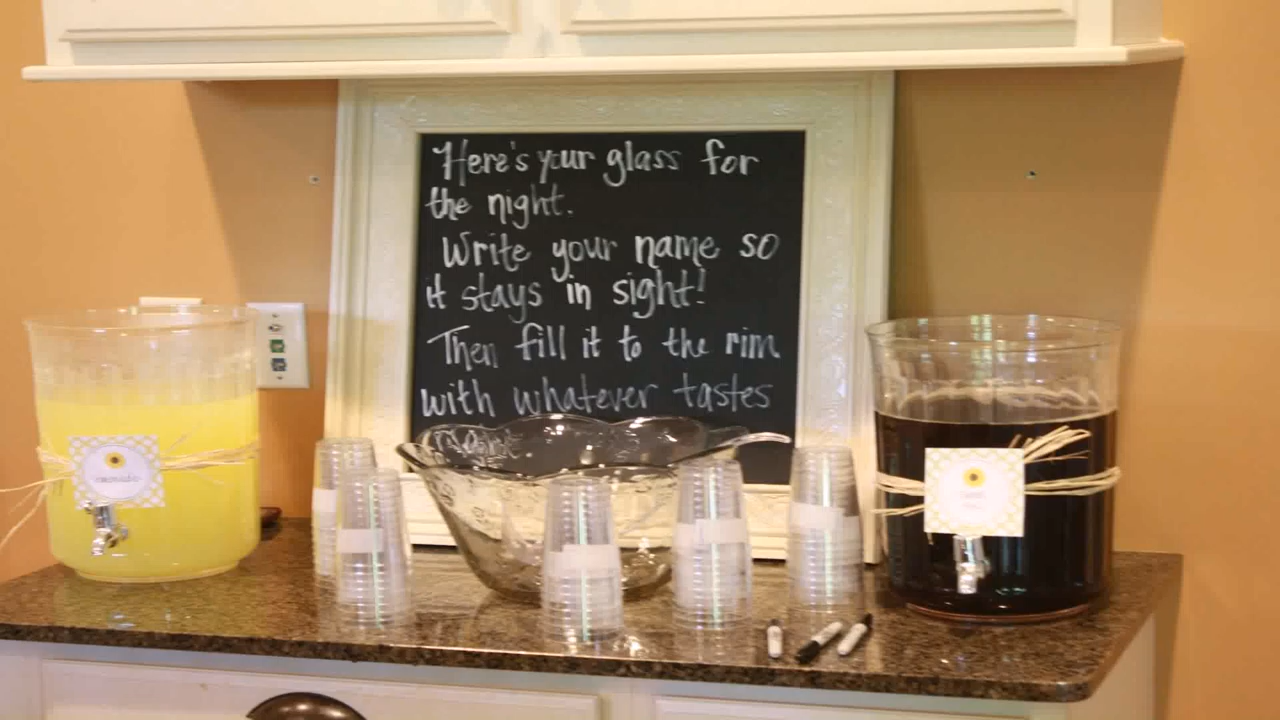 Here's your glass for
the night.
Write your name so
it stays in sight!
Then fill it to the rim
with whatever tastes